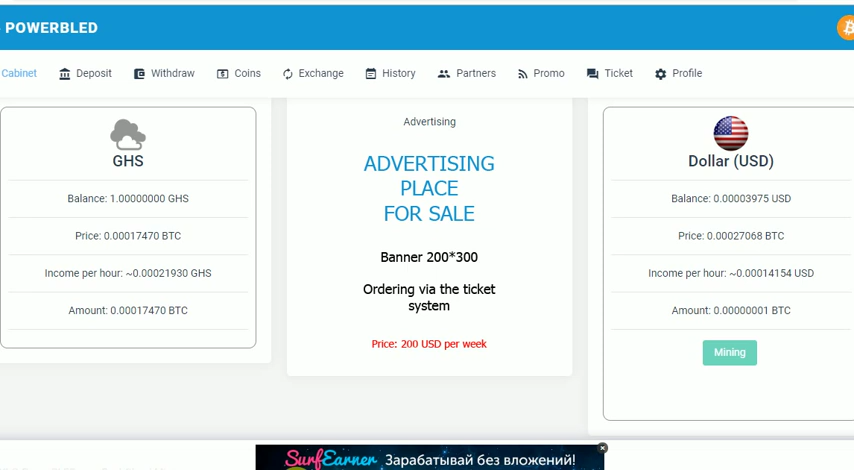 POWERBLED
Cabinet Deposit Withdraw Coins Exchange History Partners Promo Ticket Profile
GHS
Balance: 1.00000000 GHS
Price: 0.00017470 BTC
Income per hour: ~0.00021930 GHS
Amount: 0.00017470 BTC
Advertising
ADVERTISING
PLACE
FOR SALE
Banner 200*300
Ordering via the ticket
system
Price: 200 USD per week
Dollar (USD)
Balance: 0.00003975 USD
Price: 0.00027068 BTC
Income per hour: ~0.00014154 USD
Amount: 0.00000001 BTC
Mining
SurfEarner Зарабатывай без вложений!